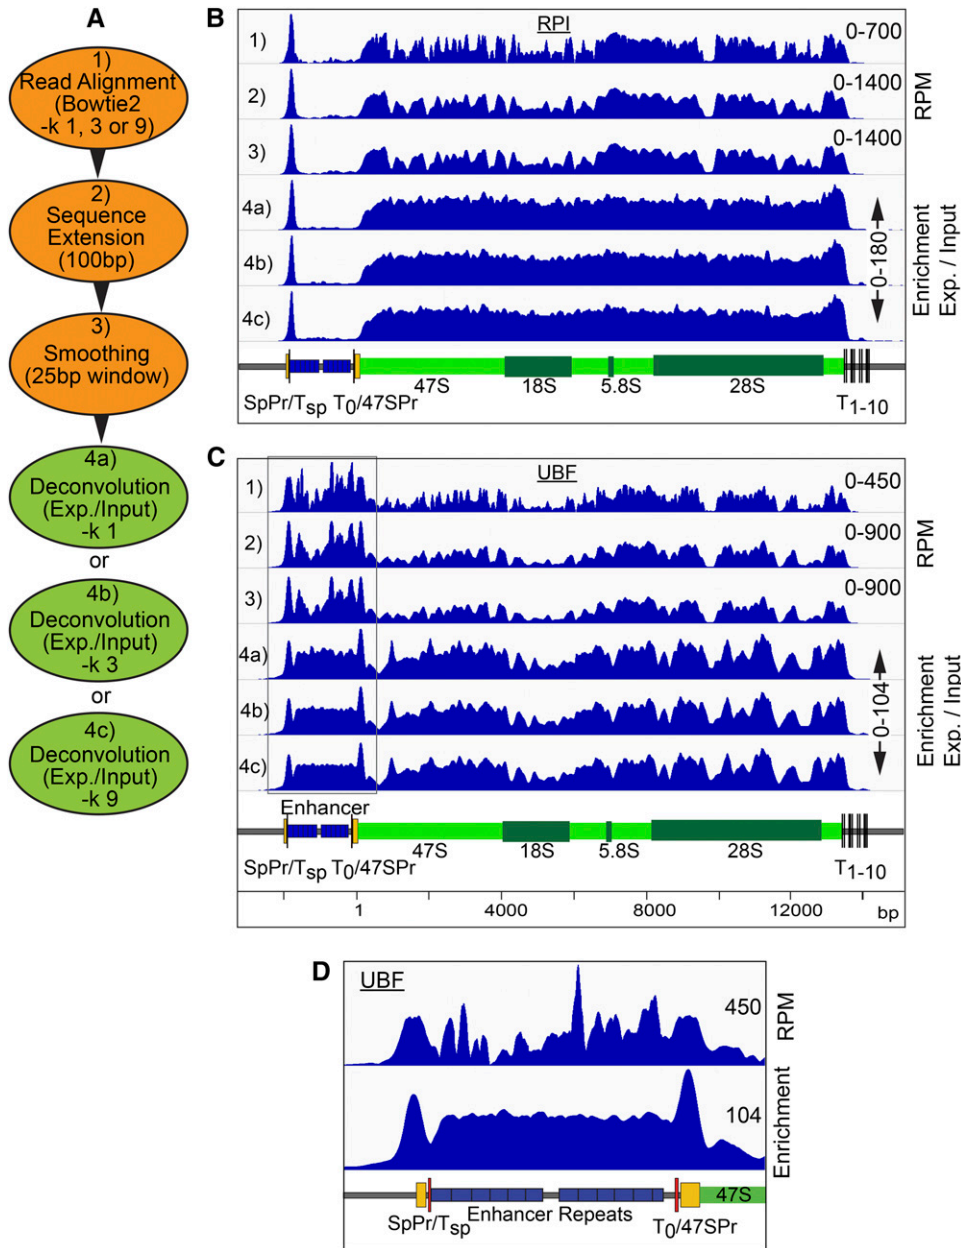 A
1)
Read Alignment
(Bowtie2
-k 1, 3 or 9)
2)
Sequence
Extension
(100bp)
3)
Smoothing
(25bp window)
4a)
Deconvolution
(Exp./Input)
-k 1
or
4b)
Deconvolution
(Exp./Input)
-k 3
or
4c)
Deconvolution
(Exp./Input)
-k 9
B
RPI
1)
0-700
2)
0-1400
3)
0-1400
RPM
4a)
4b)
4c)
0-180
Enrichment
Exp. / Input
47S
18S
5.8S
28S
SpPr/Tsp T0/47SPr
T1-10
C
UBF
1)
0-450
2)
0-900
3)
0-900
RPM
4a)
4b)
4c)
0-104
Enrichment
Exp. / Input
Enhancer
47S
18S
5.8S
28S
SpPr/Tsp T0/47SPr
T1-10
1
4000
8000
12000
bp
D
UBF
450
RPM
104
Enrichment
47S
SpPr/Tsp
Enhancer Repeats
T0/47SPr